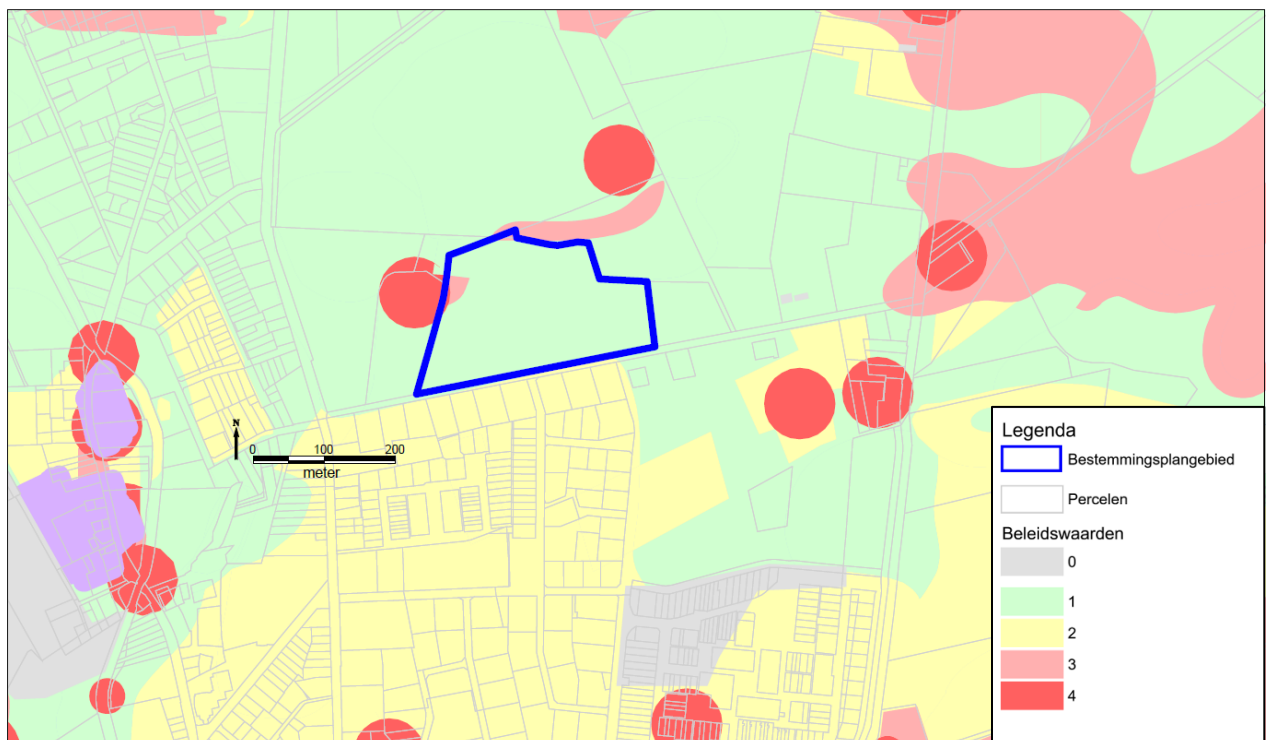 N
0 100 200
meter
Legenda
Bestemmingsplangebied
Percelen
Beleidswaarden
0
1
2
3
4